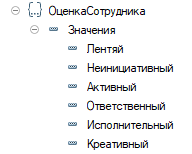 ОценкаСотрудника
Значения
Лентяй
Неинициативный
Активный
Ответственный
Исполнительный
Креативный